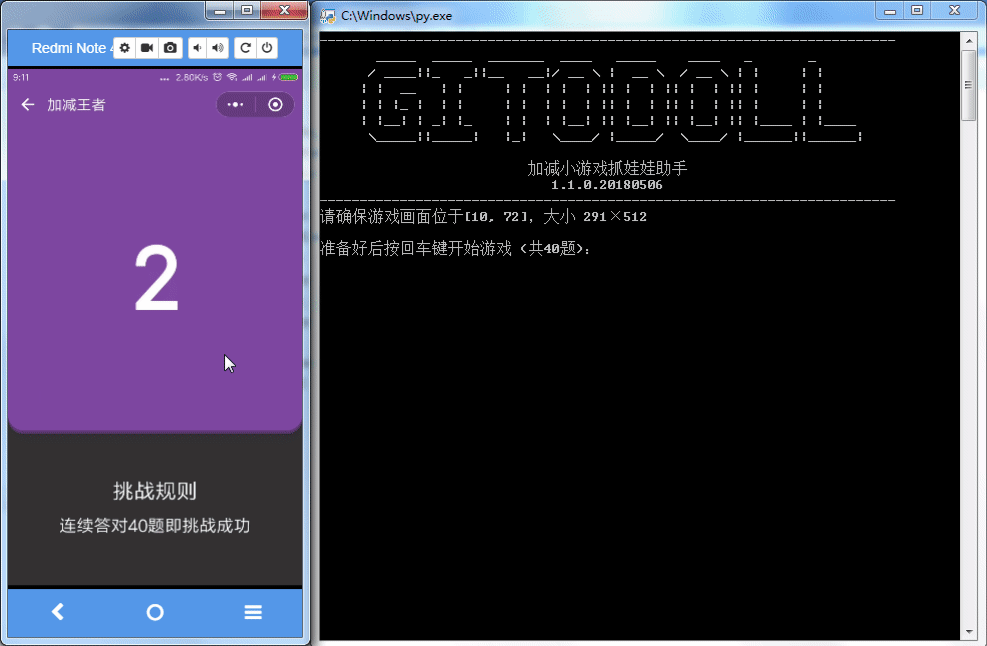 Redmi Note 4
9:11
... 2.80K/s
加减王者
2
挑战规则
连续答对40题即挑战成功
C:\Windows\py.exe
GITODOLL
加减小游戏抓娃娃助手
1.1.0.20180506
请确保游戏画面位于[10, 72], 大小 291×512
准备好后按回车键开始游戏 (共40题):